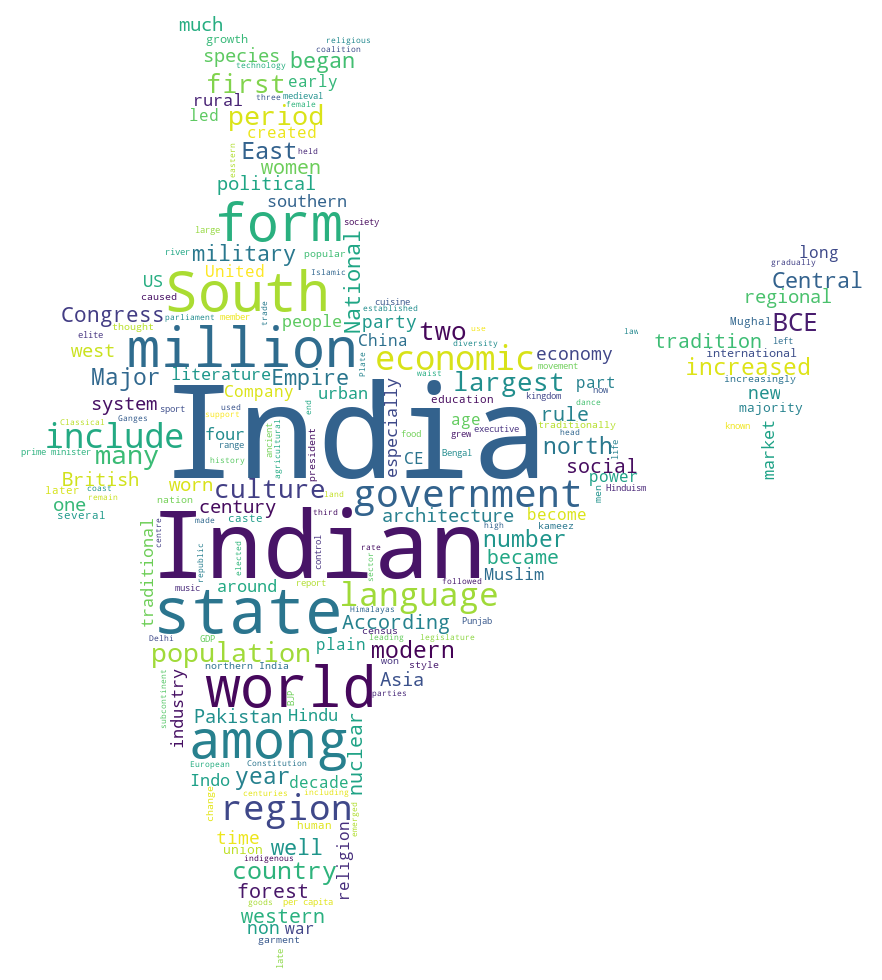 much
growth
religious
coalition
species
began
technology
first
early
rural
three
medieval
female
led
period
created
eastern
East
held
women
political
southern
large
form
society
river
military
popular
National
long
gradually
US
United
Islamic
Central
caused
South
cuisine
established
regional
Congress
parliament
member
trade
people
party
Mughal
BCE
thought
elite
two
use
law
tradition
left
west
million
China
diversity
economic
economy
international
increased
Plate
waist
movement
increasingly
Major
literature
Empire
largest
part
new
system
sport
Company
urban
education
kingdom
now
majority
Classical
Ganges
used
support
end
India
especially
age
traditionally
dance
rule
include
four
range
ancient
agricultural
president
food
CE
grew
executive
head
known
prime minister
many
history
Bengal
north
life
market
social
British
worn
culture
land
government
power
men
Hinduism
later
coast
remain
nation
one
several
century
third
architecture
become
traditional
centre
made
caste
Indian
high
kameez
number
republic
elected
control
rate
sector
became
music
around
report
followed
Muslim
state
language
Himalayas
According
Punjab
Delhi
GDP
census
leading
legislature
population
plain
modern
northern India
won
style
subcontinent
industry
world
Asia
BJP
parties
Pakistan
Hindu
among
nuclear
European
Constitution
Indo
year
decade
change
centuries
including
region
emerged
human
time
union
well
religion
indigenous
country
forest
goods
per capita
western
non
war
garment
late